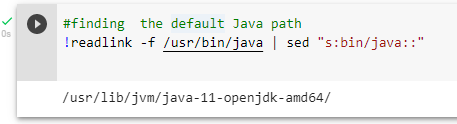 #finding  the default Java path
!readlink -f /usr/bin/java | sed "s:bin/java::"
0s
/usr/lib/jvm/java-11-openjdk-amd64/